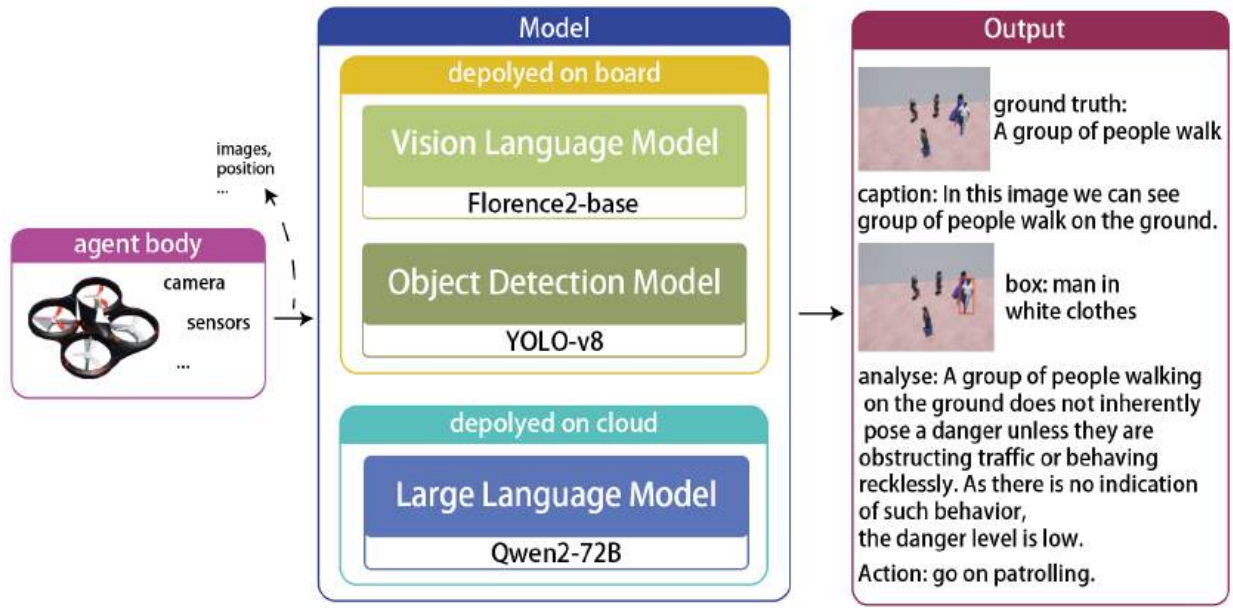 agent body
camera
sensors
...
images,
position
...
Model
depolyed on board
Vision Language Model
Florence2-base
Object Detection Model
YOLO-v8
depolyed on cloud
Large Language Model
Qwen2-72B
Output
ground truth:
A group of people walk
caption: In this image we can see
group of people walk on the ground.
box: man in
white clothes
analyse: A group of people walking
on the ground does not inherently
pose a danger unless they are
obstructing traffic or behaving
recklessly. As there is no indication
of such behavior,
the danger level is low.
Action: go on patrolling.